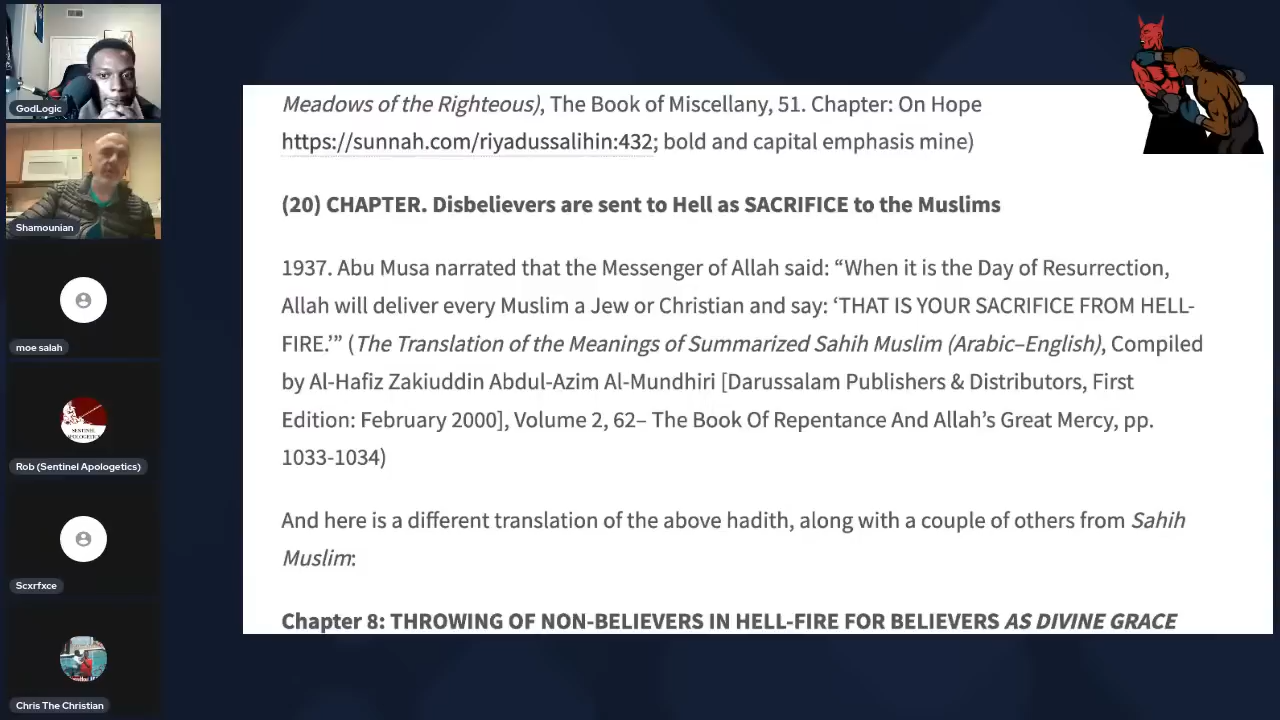 GodLogic
Shamounian
moe salah
SENTINEL
APOLOGETICS
Rob (Sentinel Apologetics)
Scxrfxce
Chris The Christian
Meadows of the Righteous), The Book of Miscellany, 51. Chapter: On Hope
https://sunnah.com/riyadussalihin:432; bold and capital emphasis mine)
(20) CHAPTER. Disbelievers are sent to Hell as SACRIFICE to the Muslims
1937. Abu Musa narrated that the Messenger of Allah said: “When it is the Day of Resurrection,
Allah will deliver every Muslim a Jew or Christian and say: ‘THAT IS YOUR SACRIFICE FROM HELL-
FIRE.’” (The Translation of the Meanings of Summarized Sahih Muslim (Arabic–English), Compiled
by Al-Hafiz Zakiuddin Abdul-Azim Al-Mundhiri [Darussalam Publishers & Distributors, First
Edition: February 2000], Volume 2, 62– The Book Of Repentance And Allah’s Great Mercy, pp.
1033-1034)
And here is a different translation of the above hadith, along with a couple of others from Sahih
Muslim:
Chapter 8: THROWING OF NON-BELIEVERS IN HELL-FIRE FOR BELIEVERS AS DIVINE GRACE